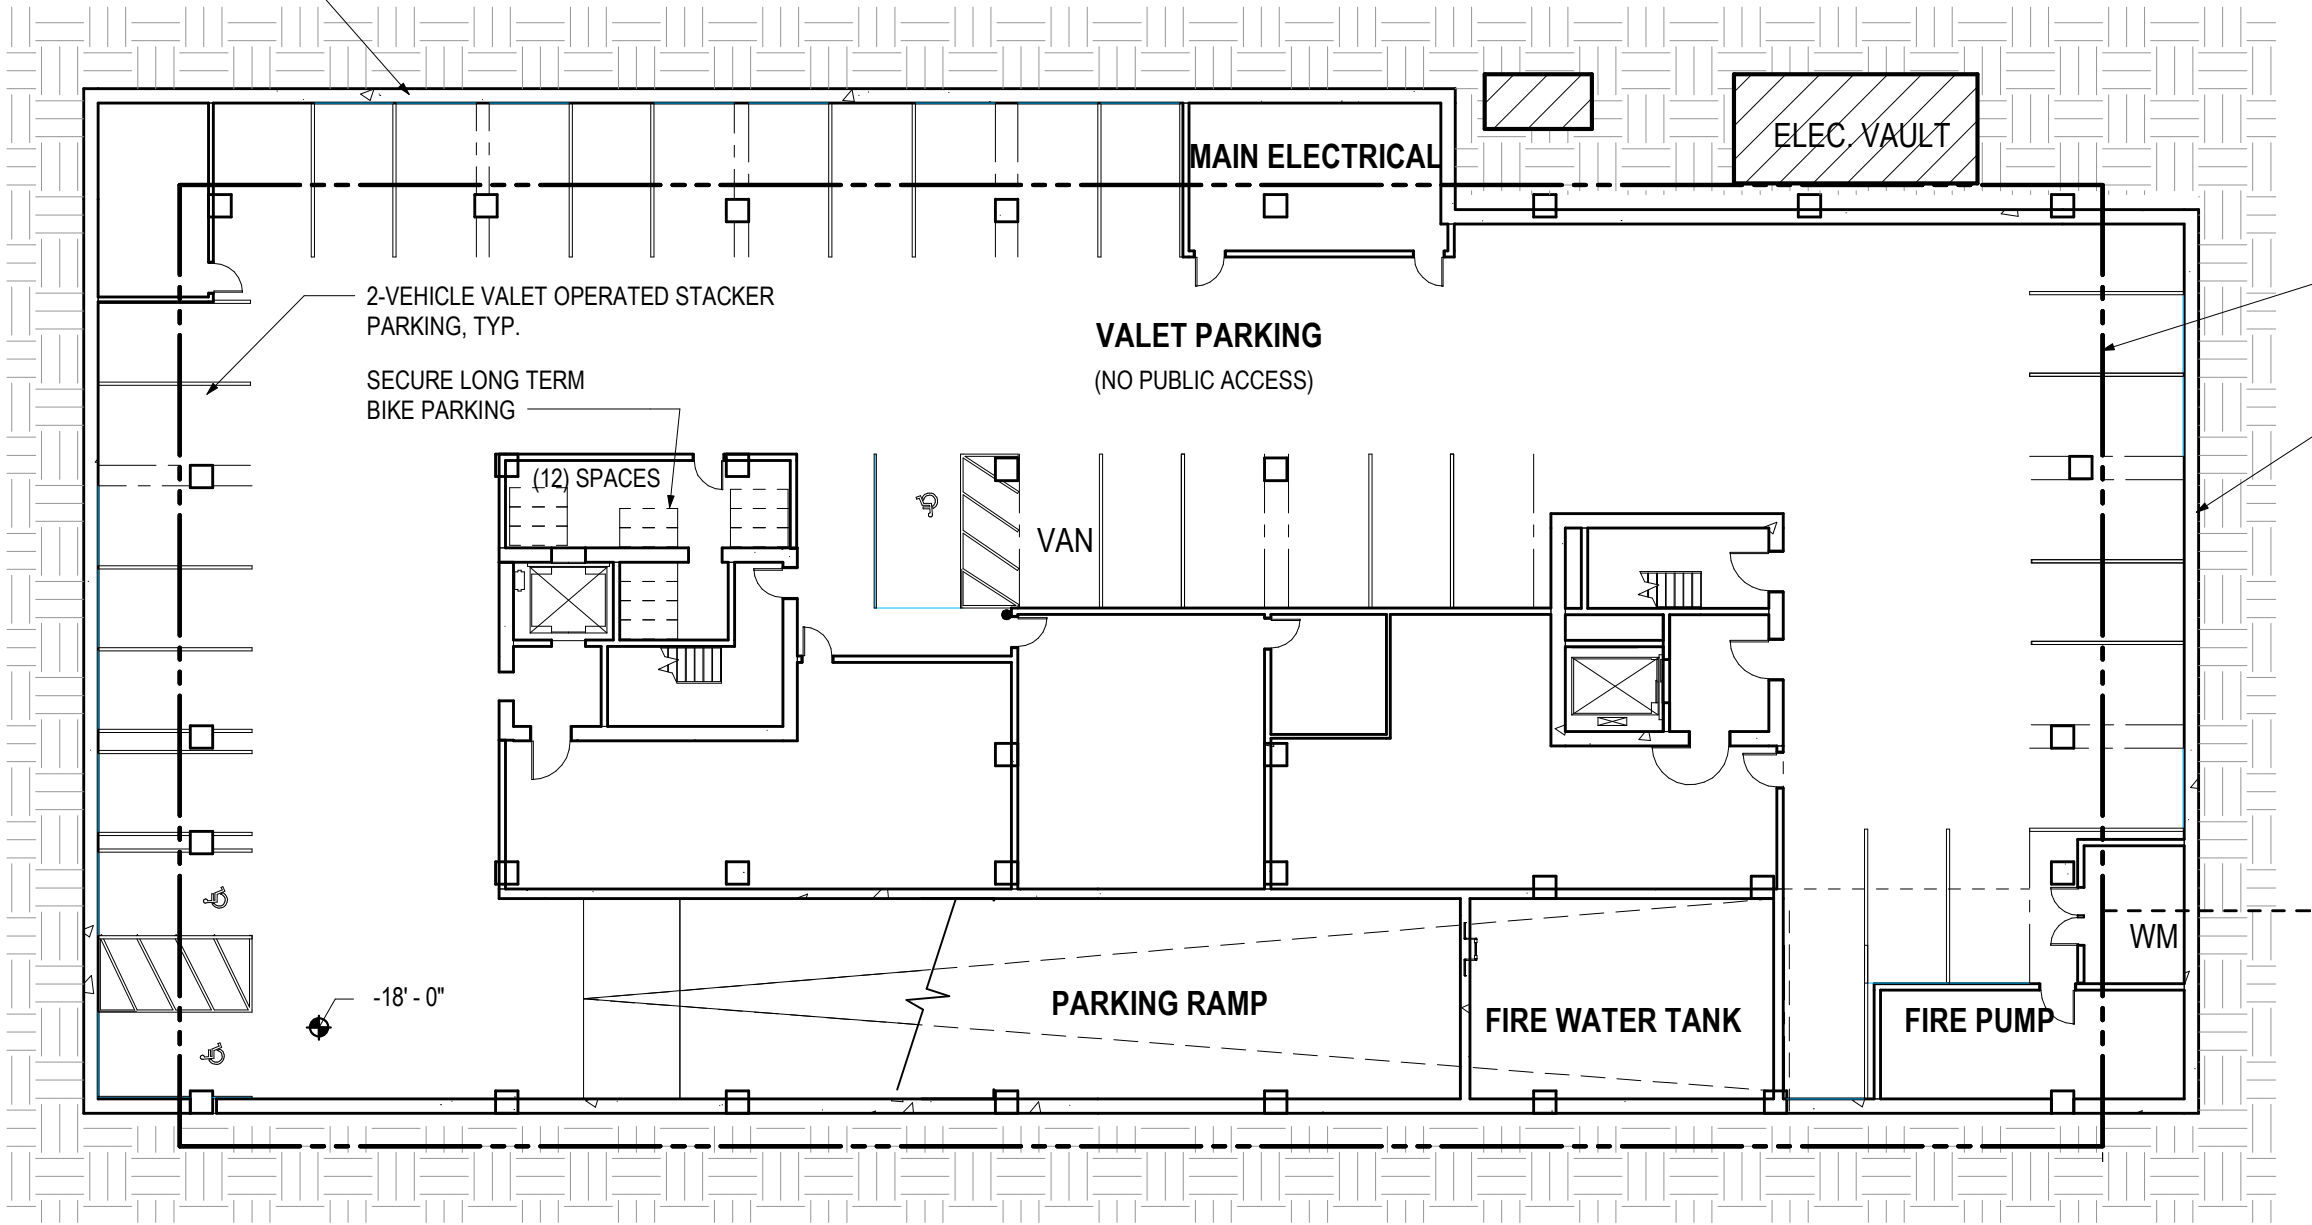 MAIN ELECTRICAL
ELEC. VAULT
2-VEHICLE VALET OPERATED STACKER
PARKING, TYP.
VALET PARKING
(NO PUBLIC ACCESS)
SECURE LONG TERM
BIKE PARKING
(12) SPACES
VAN
WM
-18' - 0"
PARKING RAMP
FIRE WATER TANK
FIRE PUMP